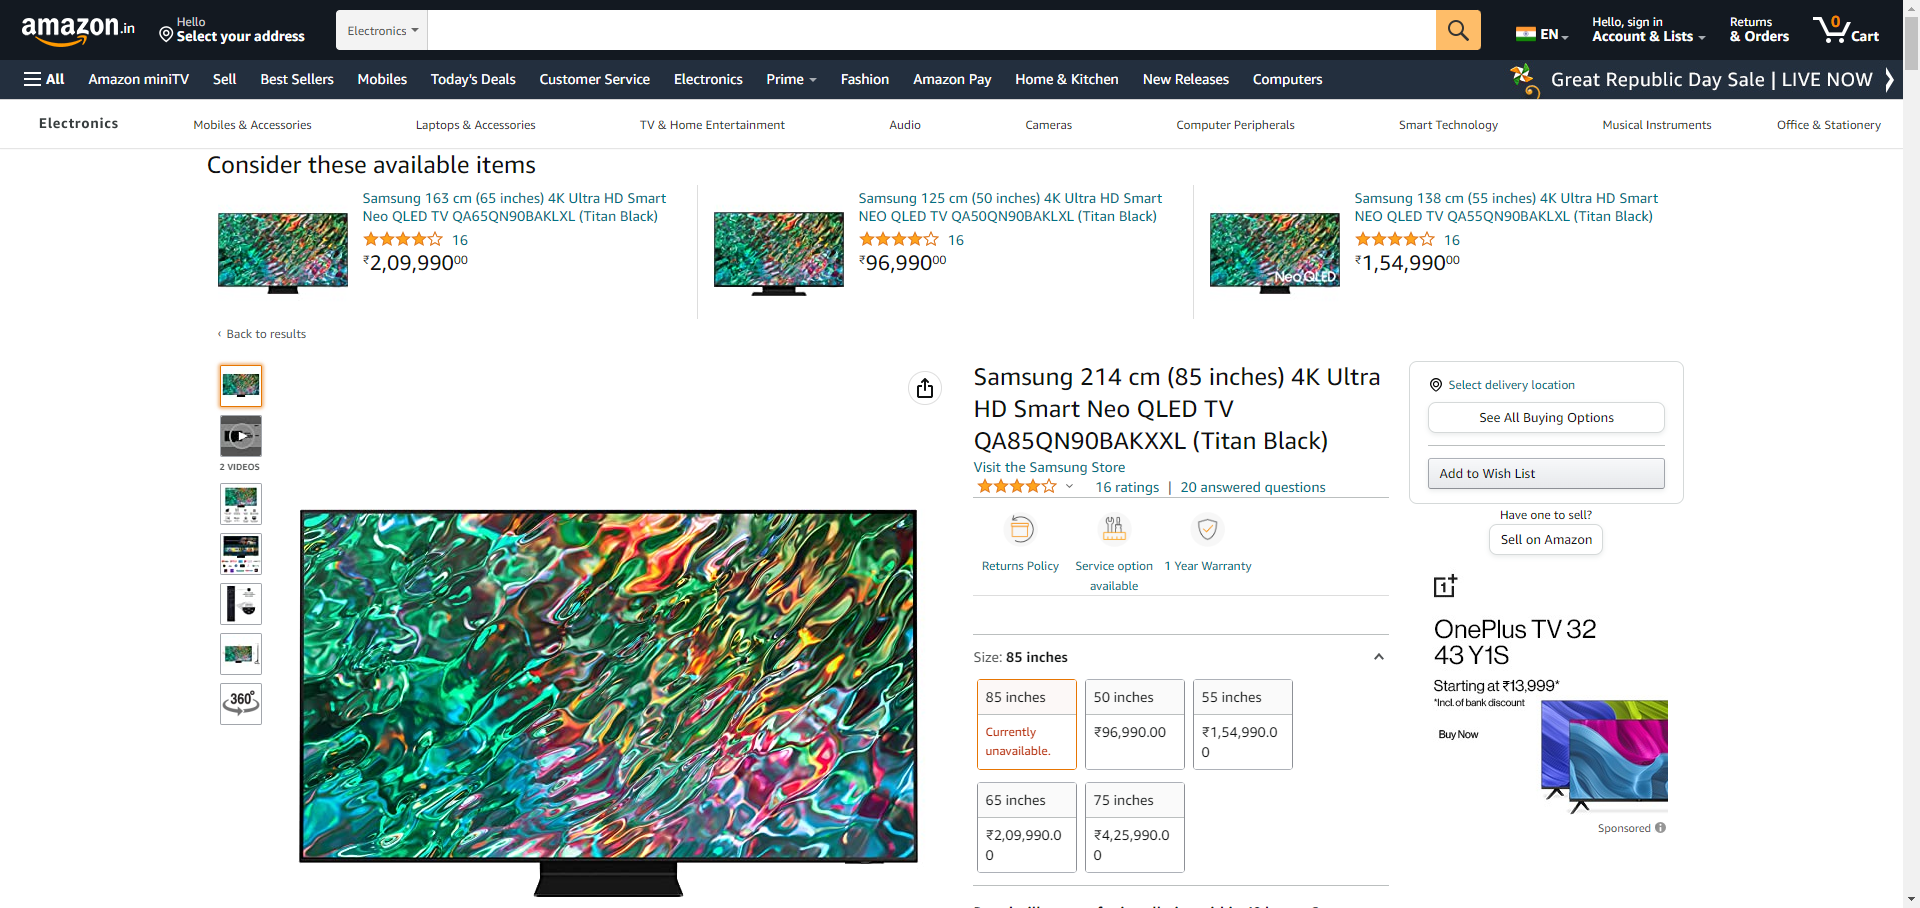 amazon.in
Hello
Select your address
Electronics
EN
Hello, sign in
Account & Lists
Returns
& Orders
0
Cart
All
Amazon miniTV
Sell
Best Sellers
Mobiles
Today's Deals
Customer Service
Electronics
Prime
Fashion
Amazon Pay
Home & Kitchen
New Releases
Computers
Great Republic Day Sale | LIVE NOW
Electronics
Mobiles & Accessories
Laptops & Accessories
TV & Home Entertainment
Audio
Cameras
Computer Peripherals
Smart Technology
Musical Instruments
Office & Stationery
Consider these available items
Samsung 163 cm (65 inches) 4K Ultra HD Smart
Neo QLED TV QA65QN90BAKLXL (Titan Black)
16
₹2,09,99000
Samsung 125 cm (50 inches) 4K Ultra HD Smart
NEO QLED TV QA50QN90BAKLXL (Titan Black)
16
₹96,99000
Neo QLED
Samsung 138 cm (55 inches) 4K Ultra HD Smart
NEO QLED TV QA55QN90BAKLXL (Titan Black)
16
₹1,54,99000
‹ Back to results
2 VIDEOS
360°
Samsung 214 cm (85 inches) 4K Ultra
HD Smart Neo QLED TV
QA85QN90BAKXXL (Titan Black)
Visit the Samsung Store
16 ratings | 20 answered questions
Returns Policy
Service option
available
1 Year Warranty
Size: 85 inches
85 inches
Currently
unavailable.
50 inches
₹96,990.00
55 inches
₹1,54,990.0
0
65 inches
₹2,09,990.0
0
75 inches
₹4,25,990.0
0
Select delivery location
See All Buying Options
Add to Wish List
Have one to sell?
Sell on Amazon
OnePlus TV 32
43 Y1S
Starting at ₹13,999*
*Incl. of bank discount
Buy Now
Sponsored